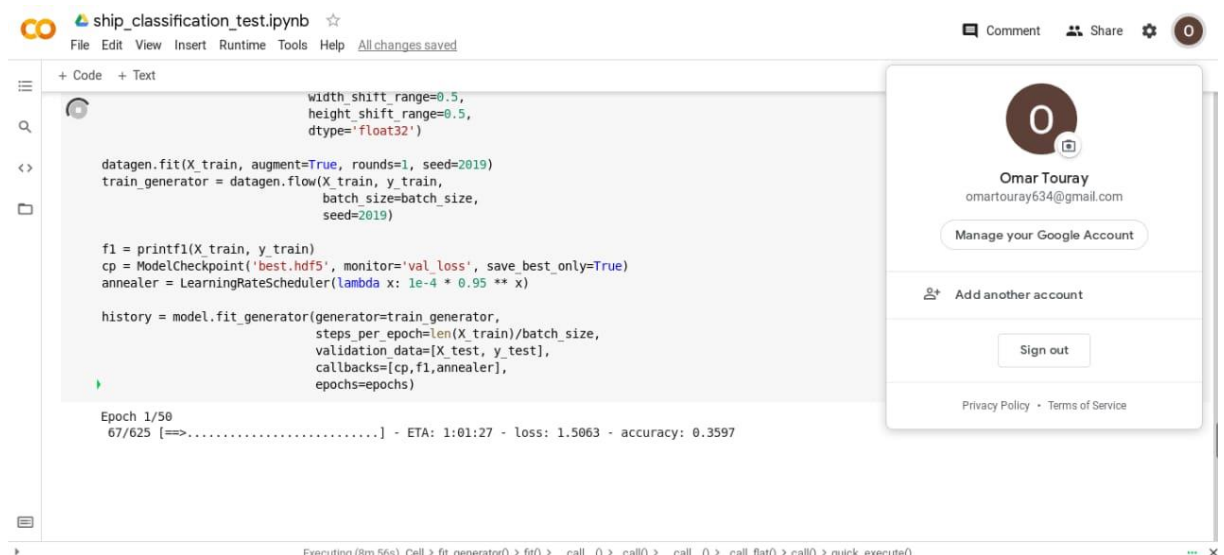 ship_classification_test.ipynb
Comment Share O
File Edit View Insert Runtime Tools Help All changes saved
+ Code + Text
width_shift_range=0.5,
height_shift_range=0.5,
dtype='float32')
datagen.fit(X_train, augment=True, rounds=1, seed=2019)
train_generator = datagen.flow(X_train, y_train,
batch_size=batch_size,
seed=2019)
f1 = printf1(X_train, y_train)
cp = ModelCheckpoint('best.hdf5', monitor='val_loss', save_best_only=True)
annealer = LearningRateScheduler(lambda x: 1e-4 * 0.95 ** x)
history = model.fit_generator(generator=train_generator,
steps_per_epoch=len(X_train)/batch_size,
validation_data=[X_test, y_test],
callbacks=[cp,f1,annealer],
epochs=epochs)
Epoch 1/50
67/625 [==>...........................] - ETA: 1:01:27 - loss: 1.5063 - accuracy: 0.3597
O
Omar Touray
omartouray634@gmail.com
Manage your Google Account
Add another account
Sign out
Privacy Policy • Terms of Service
Executing (8m 56s) Cell > fit_generator() > fit() > __call__() > _call() > __call__() > _call_flat() > call() > quick_execute()